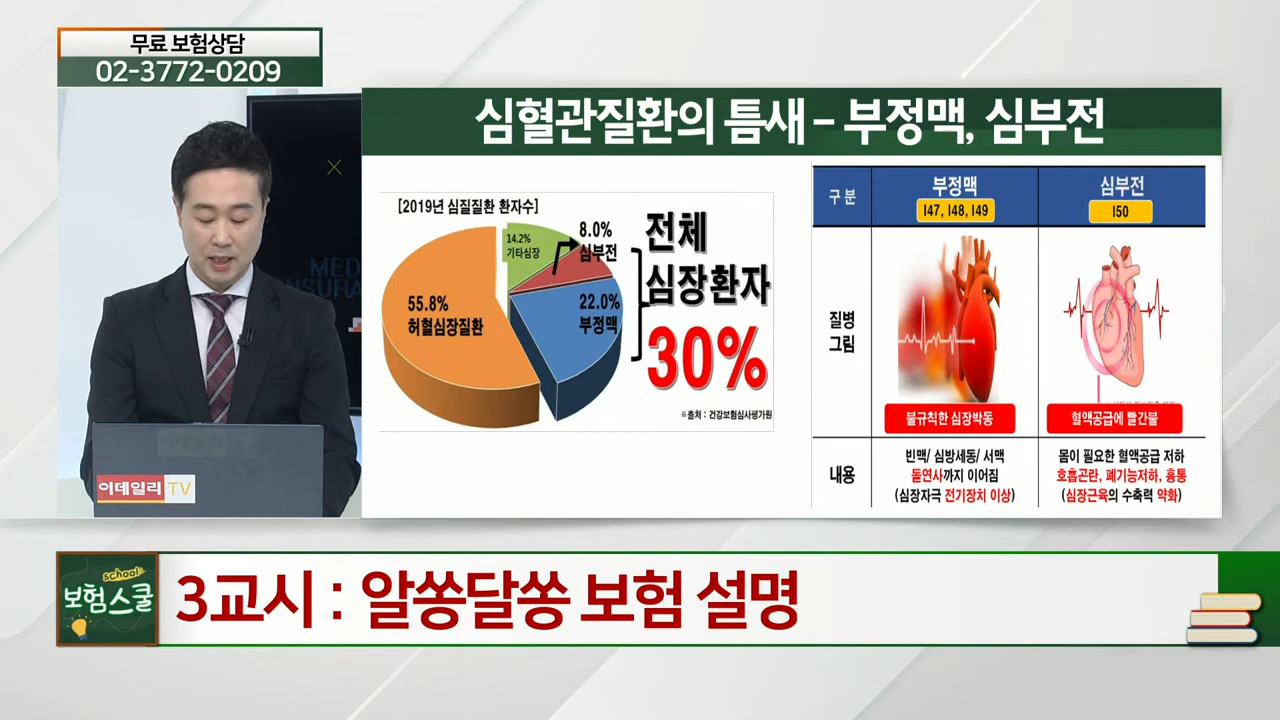 무료 보험상담
02-3772-0209
심혈관질환의 틈새 - 부정맥, 심부전
[2019년 심질질환 환자수]
14.2%
기타심장
8.0%
심부전
55.8%
허혈심장질환
22.0%
부정맥
전체
심장환자
30%
※출처 : 건강보험심사평가원
구 분
부정맥
I47, I48, I49
심부전
I50
질병
그림
불규칙한 심장박동
혈액공급에 빨간불
내용
빈맥/ 심방세동/ 서맥
돌연사까지 이어짐
(심장자극 전기장치 이상)
몸이 필요한 혈액공급 저하
호흡곤란, 폐기능저하, 흉통
(심장근육의 수축력 약화)
이데일리 TV
school
보험스쿨
3교시 : 알쏭달쏭 보험 설명